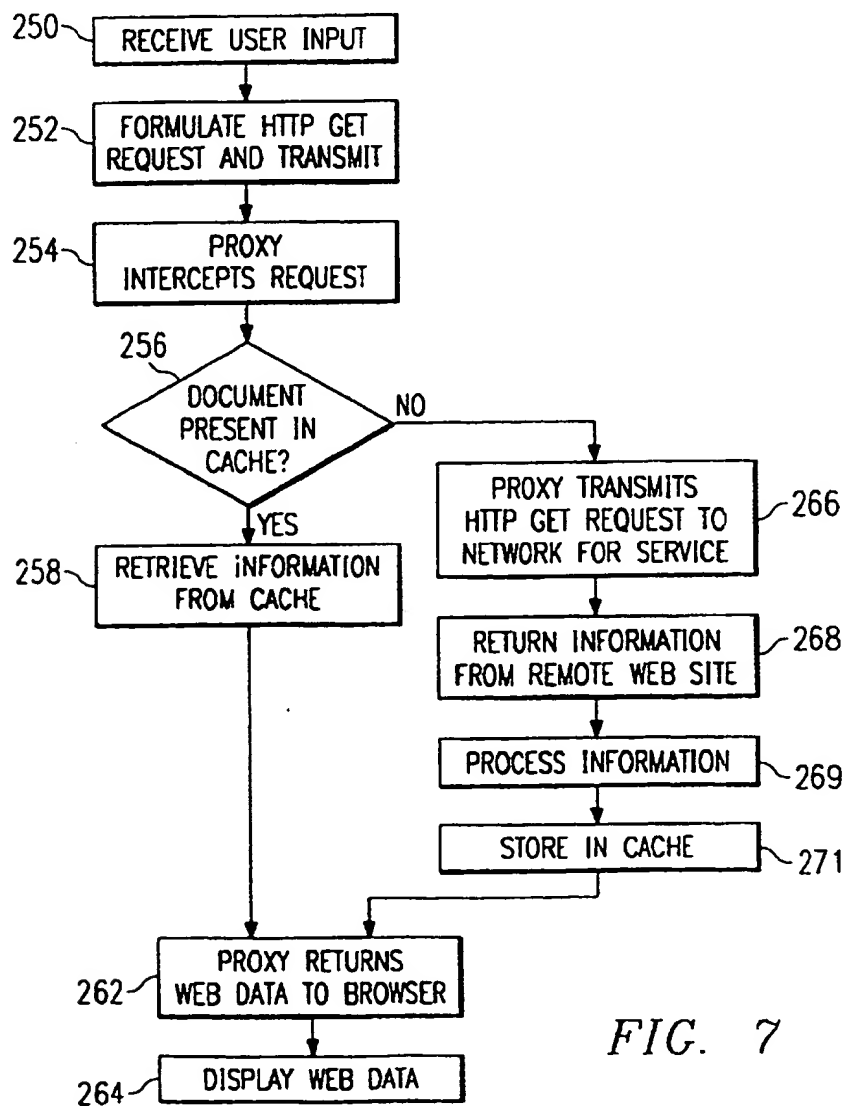 250
RECEIVE USER INPUT
252
FORMULATE HTTP GET
REQUEST AND TRANSMIT
254
PROXY
INTERCEPTS REQUEST
256
DOCUMENT
PRESENT IN
CACHE?
NO
YES
258
RETRIEVE INFORMATION
FROM CACHE
PROXY TRANSMITS
HTTP GET REQUEST TO
NETWORK FOR SERVICE
266
RETURN INFORMATION
FROM REMOTE WEB SITE
268
PROCESS INFORMATION
269
STORE IN CACHE
271
262
PROXY RETURNS
WEB DATA TO BROWSER
264
DISPLAY WEB DATA
FIG. 7